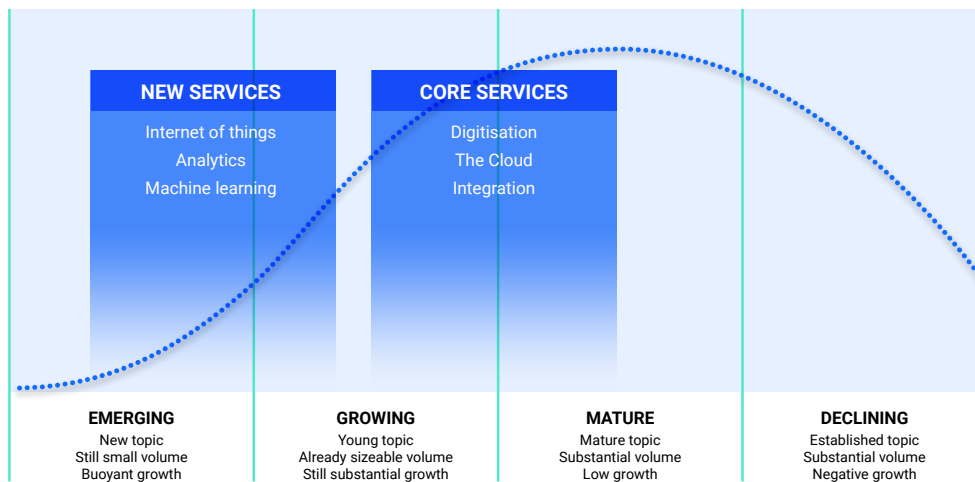 NEW SERVICES
Internet of things
Analytics
Machine learning
CORE SERVICES
Digitisation
The Cloud
Integration
EMERGING
New topic
Still small volume
Buoyant growth
GROWING
Young topic
Already sizeable volume
Still substantial growth
MATURE
Mature topic
Substantial volume
Low growth
DECLINING
Established topic
Substantial volume
Negative growth